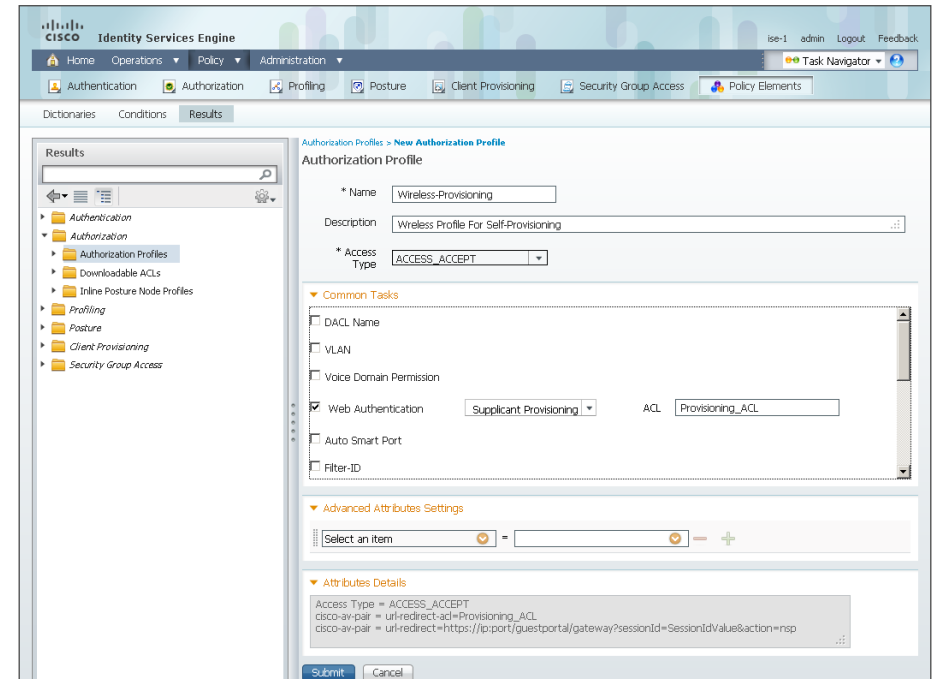 CISCO Identity Services Engine
ise-1 admin Logout Feedback
Home Operations Policy Administration
Task Navigator
Authentication Authorization Profiling Posture Client Provisioning Security Group Access Policy Elements
Dictionaries Conditions Results
Results
Authentication
Authorization
Authorization Profiles
Downloadable ACLs
Inline Posture Node Profiles
Profiling
Posture
Client Provisioning
Security Group Access
Authorization Profiles > New Authorization Profile
Authorization Profile
* Name Wireless-Provisioning
Description Wreless Profile For Self-Provisioning
* Access Type ACCESS_ACCEPT
Common Tasks
DACL Name
VLAN
Voice Domain Permission
Web Authentication Supplicant Provisioning ACL Provisioning_ACL
Auto Smart Port
Filter-ID
Advanced Attributes Settings
Select an item =
Attributes Details
Access Type = ACCESS_ACCEPT
cisco-av-pair = url-redirect-acl=Provisioning_ACL
cisco-av-pair = url-redirect=https://ip:port/guestportal/gateway?sessionId=SessionIdValue&action=nsp
Submit Cancel